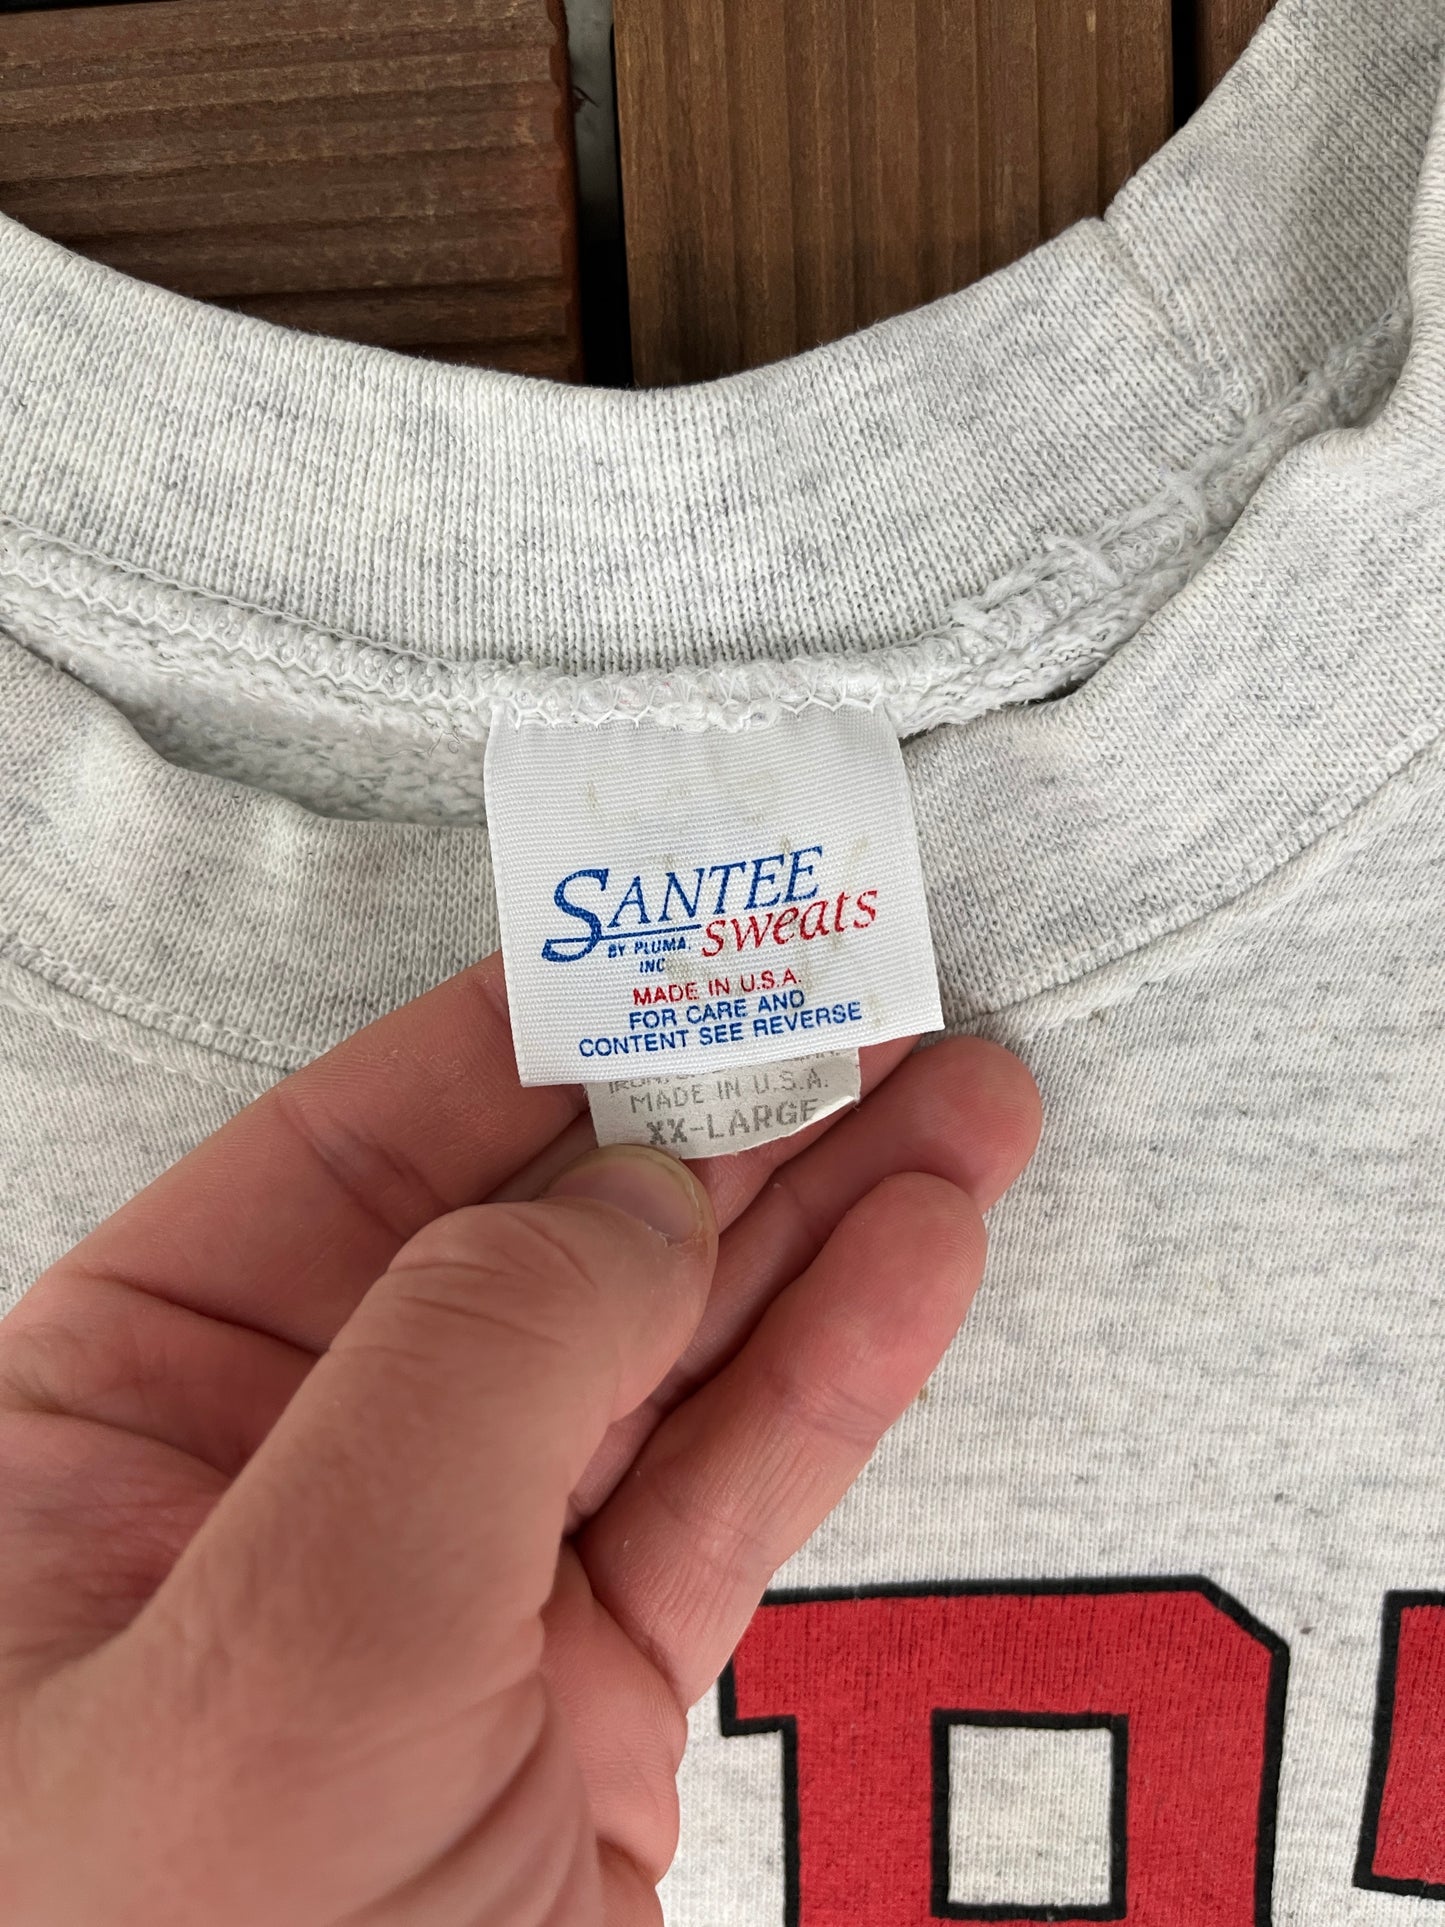 SANTEE
sweats
BY PLUMA,
INC
MADE IN U.S.A.
FOR CARE AND
CONTENT SEE REVERSE
MADE IN U.S.A.
XX-LARGE